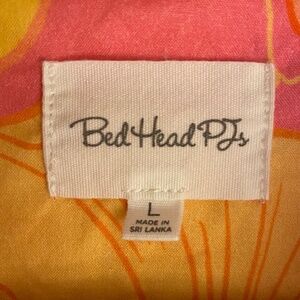 Bed Head PJs
L
MADE IN
SRI LANKA